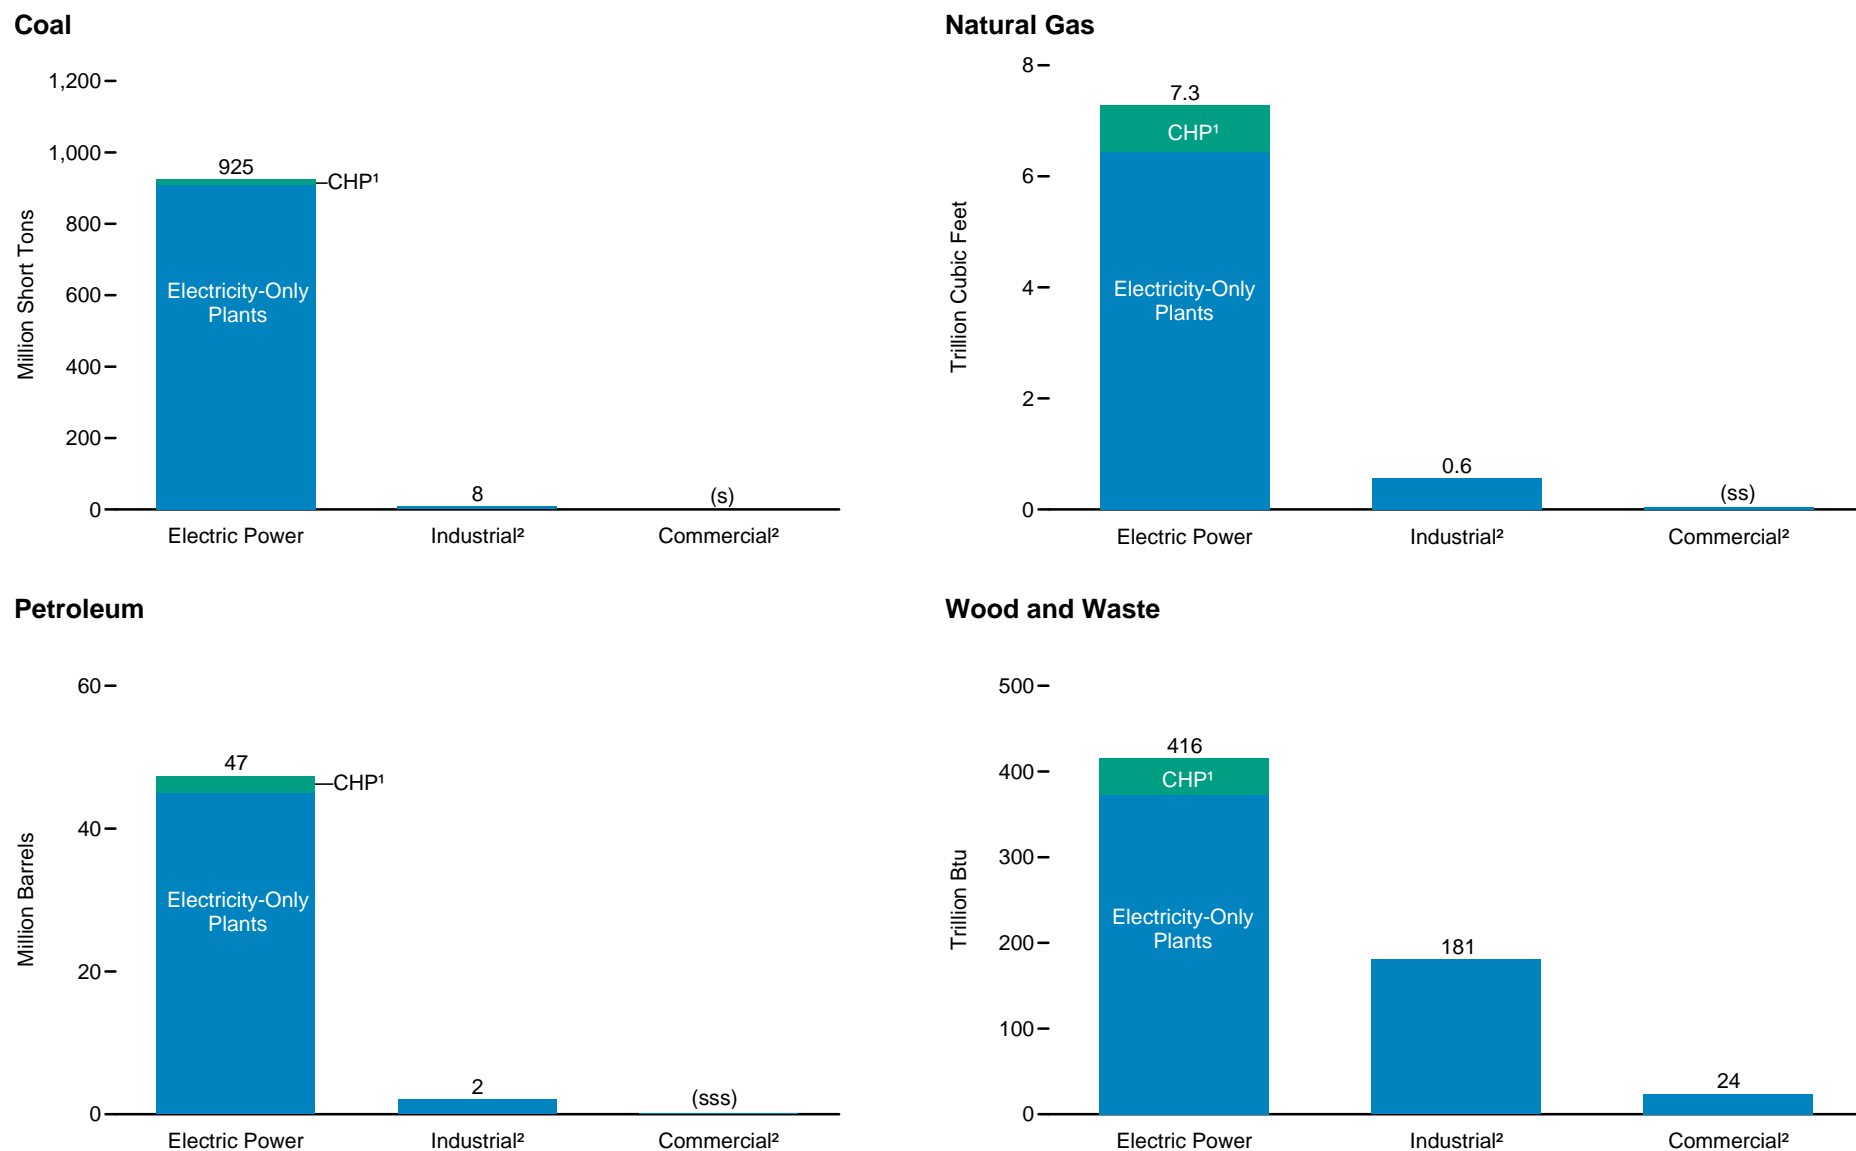 Coal
1,200
1,000
800
600
400
200
0
Million Short Tons
925
CHP¹
Electricity-Only
Plants
8
(s)
Electric Power
Industrial²
Commercial²
Natural Gas
8
6
4
2
0
Trillion Cubic Feet
7.3
CHP¹
Electricity-Only
Plants
0.6
(ss)
Electric Power
Industrial²
Commercial²
Petroleum
60
40
20
0
Million Barrels
47
CHP¹
Electricity-Only
Plants
2
(sss)
Electric Power
Industrial²
Commercial²
Wood and Waste
500
400
300
200
100
0
Trillion Btu
416
CHP¹
Electricity-Only
Plants
181
24
Electric Power
Industrial²
Commercial²